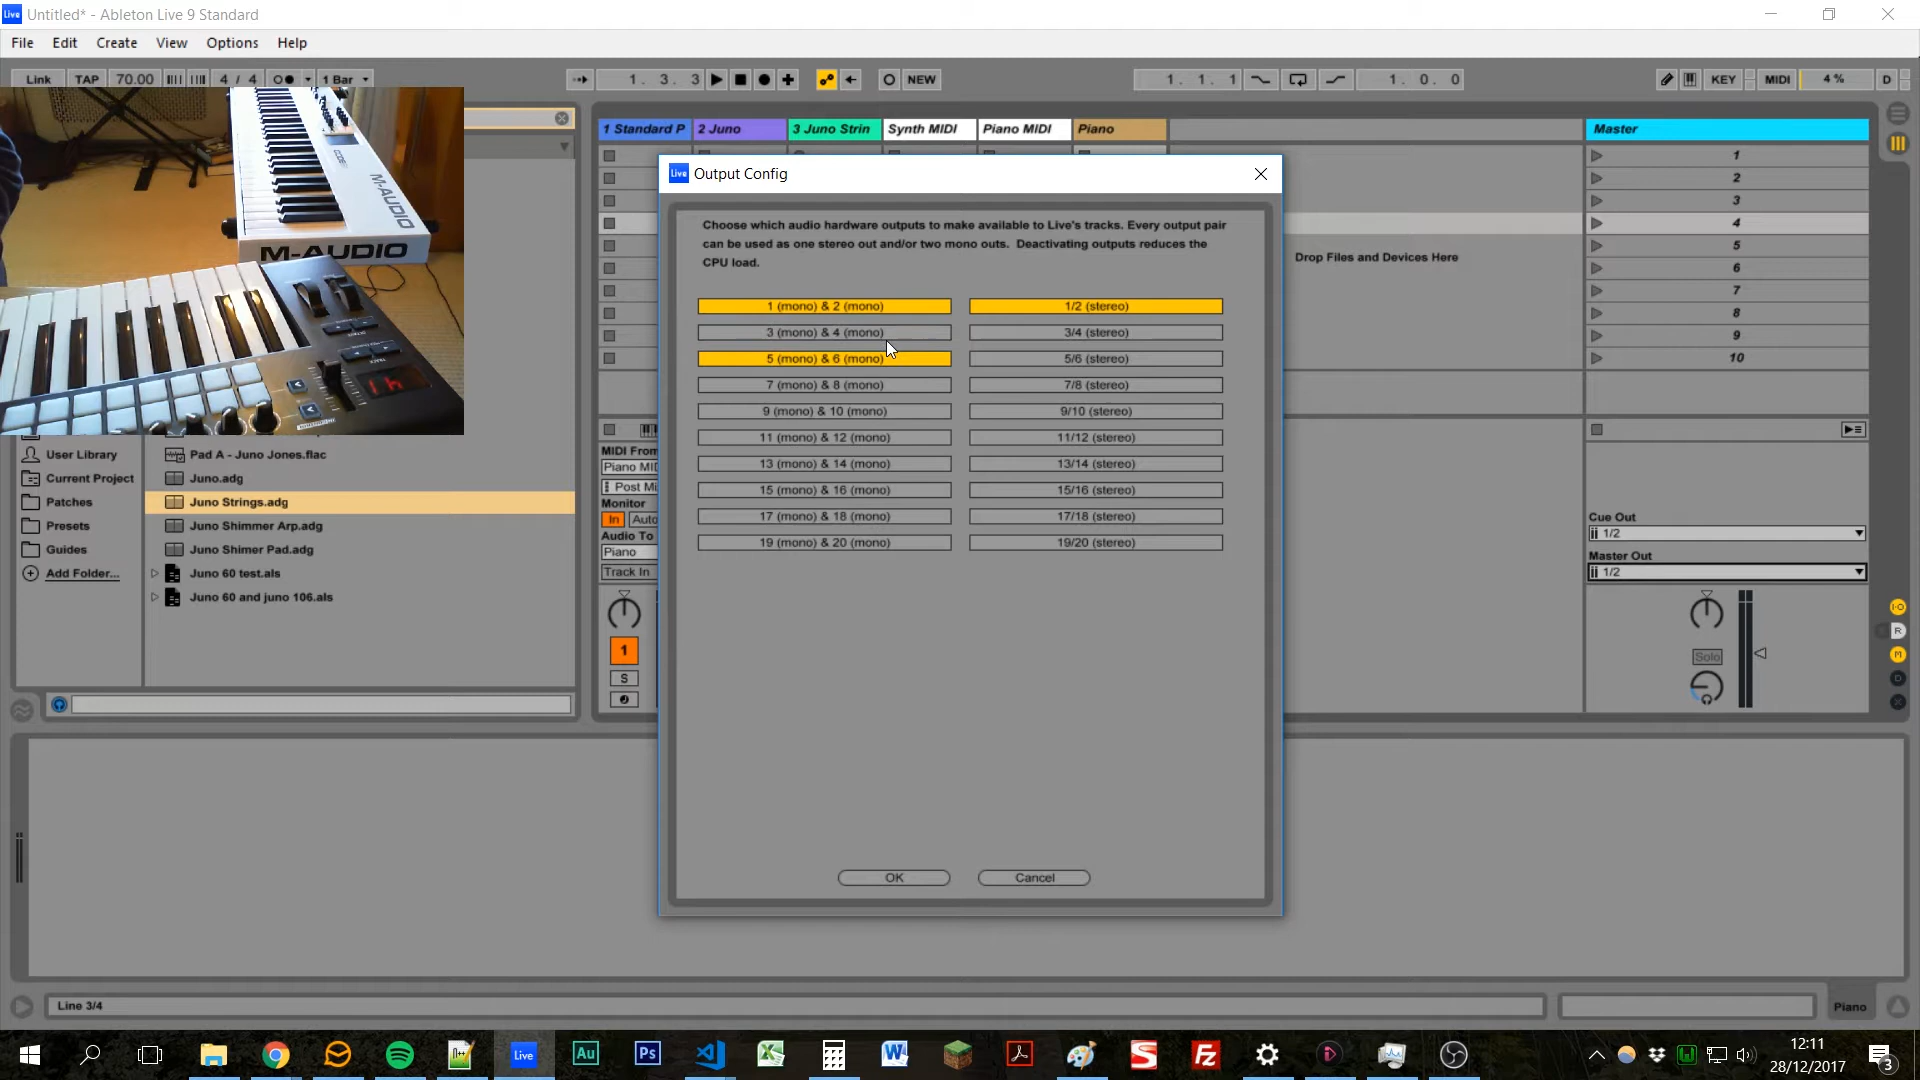 Live Untitled* - Ableton Live 9 Standard
File Edit Create View Options Help
Link TAP 70.00 4 / 4 1 Bar 1. 3. 3 NEW 1. 1. 1 1. 0. 0 KEY MIDI 4 % D
1 Standard P 2 Juno 3 Juno Strin Synth MIDI Piano MIDI Piano Master
M-AUDIO
M-AUDIO
CODE
Live Output Config
Choose which audio hardware outputs to make available to Live's tracks. Every output pair
can be used as one stereo out and/or two mono outs. Deactivating outputs reduces the
CPU load.
1 (mono) & 2 (mono) 1/2 (stereo)
3 (mono) & 4 (mono) 3/4 (stereo)
5 (mono) & 6 (mono) 5/6 (stereo)
7 (mono) & 8 (mono) 7/8 (stereo)
9 (mono) & 10 (mono) 9/10 (stereo)
11 (mono) & 12 (mono) 11/12 (stereo)
13 (mono) & 14 (mono) 13/14 (stereo)
15 (mono) & 16 (mono) 15/16 (stereo)
17 (mono) & 18 (mono) 17/18 (stereo)
19 (mono) & 20 (mono) 19/20 (stereo)
OK Cancel
Drop Files and Devices Here
1
2
3
4
5
6
7
8
9
10
User Library
Current Project
Patches
Presets
Guides
Add Folder...
Pad A - Juno Jones.flac
Juno.adg
Juno Strings.adg
Juno Shimmer Arp.adg
Juno Shimer Pad.adg
Juno 60 test.als
Juno 60 and juno 106.als
MIDI From
Piano MID
Post Mi
Monitor
In Auto
Audio To
Piano
Track In
1
S
Cue Out
1/2
Master Out
1/2
Solo
I-O
R
M
D
X
Line 3/4
Piano
Live Au Ps
12:11
28/12/2017
3